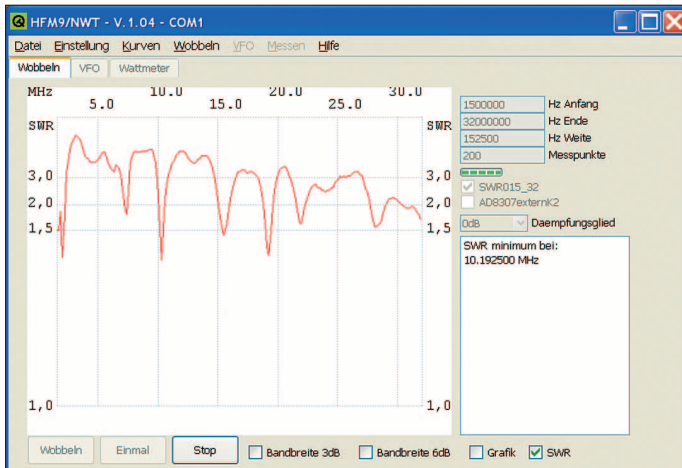 HFM9/NWT - V.1.04 - COM1
Datei Einstellung Kurven Wobbeln VFO Messen Hilfe
Wobbeln VFO Wattmeter
MHz 10.0 20.0 30.0
5.0 15.0 25.0
SWR SWR
3,0 3,0
2,0 2,0
1,5 1,5
1,0 1,0
1500000 Hz Anfang
32000000 Hz Ende
152500 Hz Weite
200 Messpunkte
SWR015_32
AD8307externK2
0dB Daempfungsglied
SWR minimum bei:
10.192500 MHz
Wobbeln Einmal Stop Bandbreite 3dB Bandbreite 6dB Grafik SWR